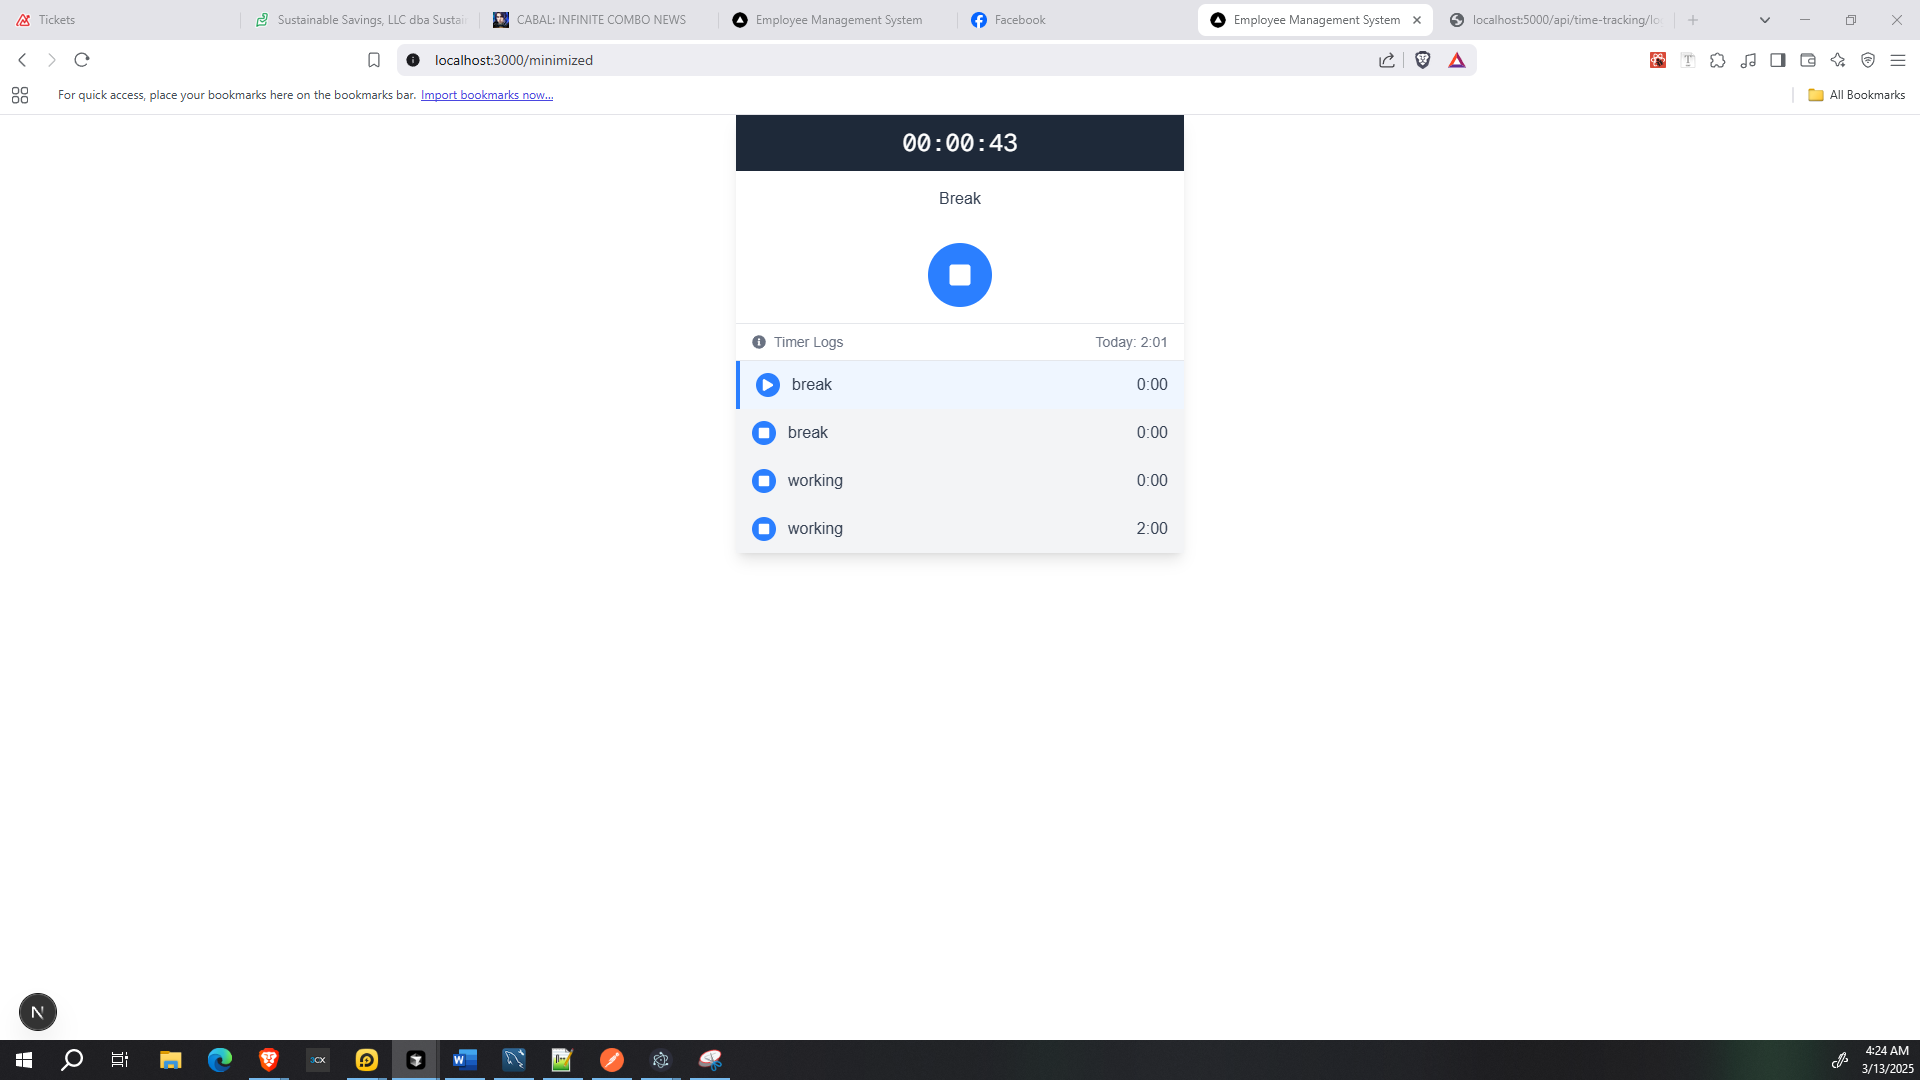 Tickets
Sustainable Savings, LLC dba Sustai
CABAL: INFINITE COMBO NEWS
Employee Management System
Facebook
Employee Management System
localhost:5000/api/time-tracking/lo
localhost:3000/minimized
For quick access, place your bookmarks here on the bookmarks bar. Import bookmarks now...
All Bookmarks
00:00:43
Break
Timer Logs
Today: 2:01
break 0:00
break 0:00
working 0:00
working 2:00
N
3CX
W
4:24 AM
3/13/2025